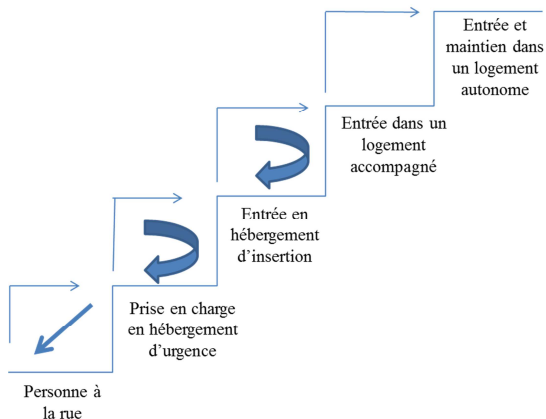 Entrée et
maintien dans
un logement
autonome
Entrée dans un
logement
accompagné
Entrée en
hébergement
d’insertion
Prise en charge
en hébergement
d’urgence
Personne à
la rue